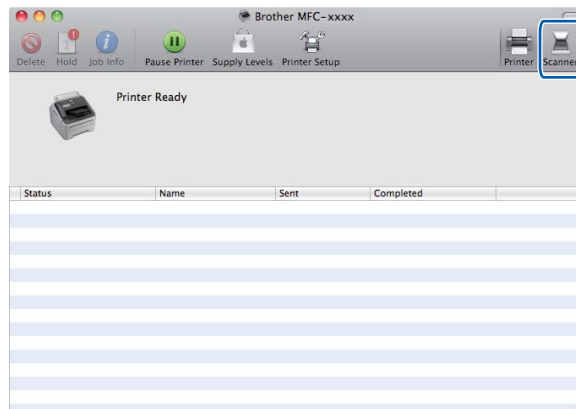 Brother MFC-xxxx
Delete Hold Job Info Pause Printer Supply Levels Printer Setup Printer Scanner
Printer Ready
Status Name Sent Completed